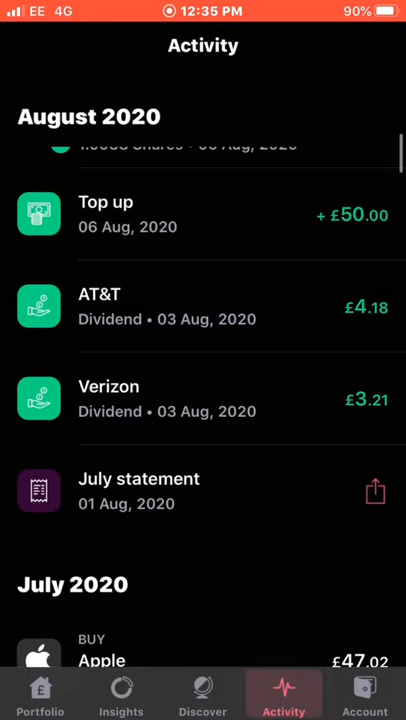 EE 4G 12:35 PM 90%
Activity
August 2020
Top up
06 Aug, 2020
+ £50.00
AT&T
Dividend • 03 Aug, 2020
£4.18
Verizon
Dividend • 03 Aug, 2020
£3.21
July statement
01 Aug, 2020
July 2020
BUY
Apple
£47.02
Portfolio Insights Discover Activity Account